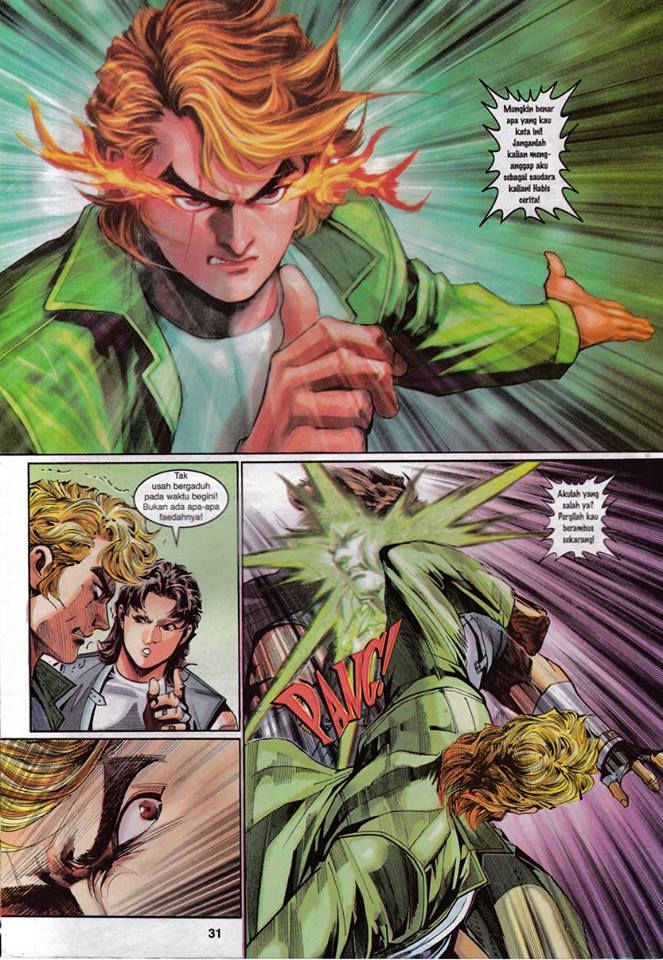 Mungkin benar
apa yang kau
kata ini!
Janganlah
kalian meng-
anggap aku
sebagai saudara
kalian! Habis
cerita!
Tak
usah bergaduh
pada waktu begini!
Bukan ada apa-apa
faedahnya!
Akulah yang
salah ya?
Pergilah kau
berambus
sekarang!
PANG!
31